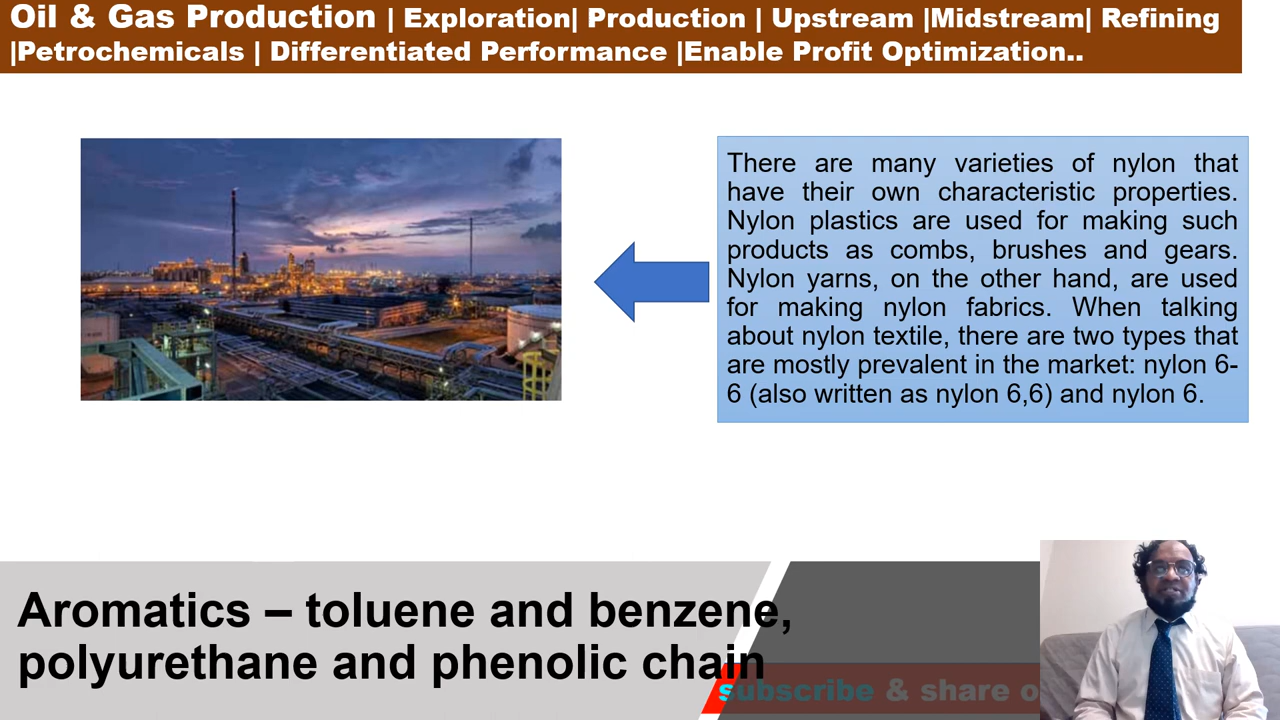 Oil & Gas Production | Exploration| Production | Upstream |Midstream| Refining
|Petrochemicals | Differentiated Performance |Enable Profit Optimization..
There are many varieties of nylon that
have their own characteristic properties.
Nylon plastics are used for making such
products as combs, brushes and gears.
Nylon yarns, on the other hand, are used
for making nylon fabrics. When talking
about nylon textile, there are two types that
are mostly prevalent in the market: nylon 6-
6 (also written as nylon 6,6) and nylon 6.
Aromatics – toluene and benzene,
polyurethane and phenolic chain
subscribe & share o